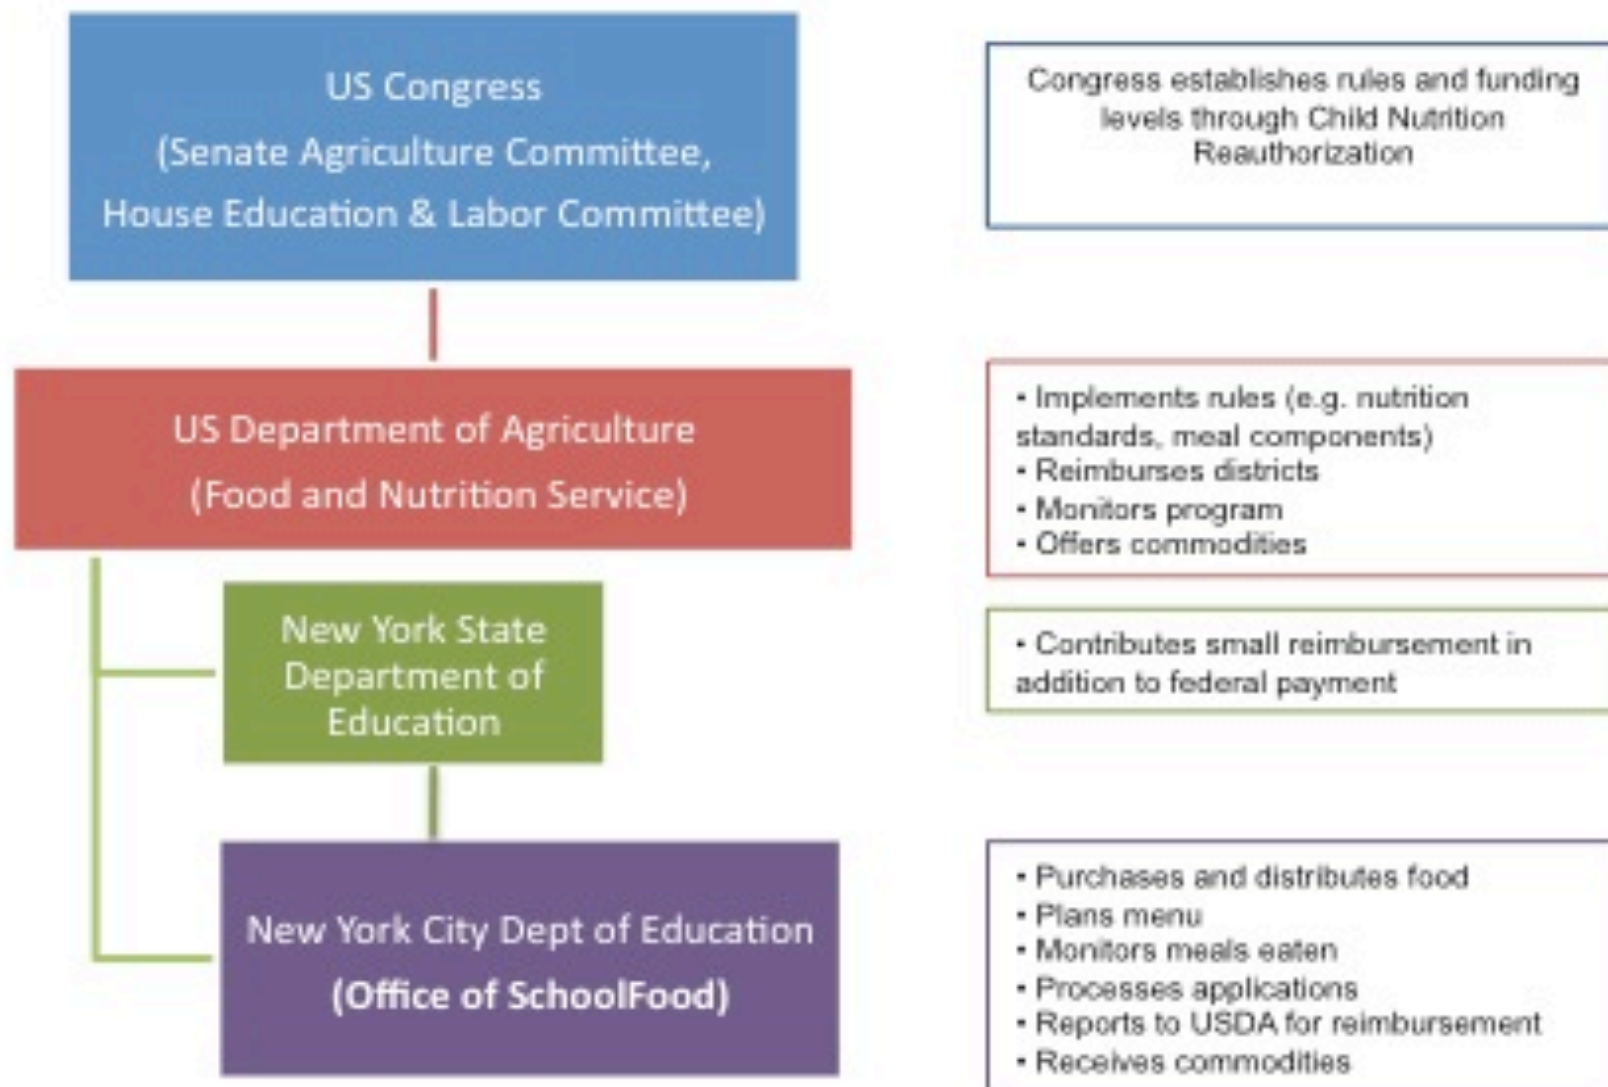 US Congress
(Senate Agriculture Committee,
House Education & Labor Committee)
Congress establishes rules and funding
levels through Child Nutrition
Reauthorization
US Department of Agriculture
(Food and Nutrition Service)
• Implements rules (e.g. nutrition
standards, meal components)
• Reimburses districts
• Monitors program
• Offers commodities
New York State
Department of
Education
• Contributes small reimbursement in
addition to federal payment
New York City Dept of Education
(Office of SchoolFood)
• Purchases and distributes food
• Plans menu
• Monitors meals eaten
• Processes applications
• Reports to USDA for reimbursement
• Receives commodities